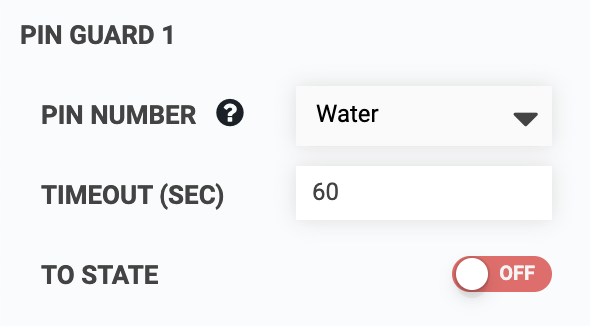 PIN GUARD 1
PIN NUMBER ? Water
TIMEOUT (SEC) 60
TO STATE OFF